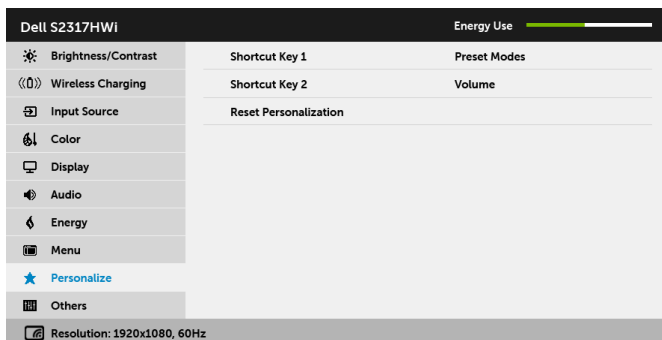 Dell S2317HWi Energy Use
Brightness/Contrast Shortcut Key 1 Preset Modes
Wireless Charging Shortcut Key 2 Volume
Input Source Reset Personalization
Color
Display
Audio
Energy
Menu
Personalize
Others
Resolution: 1920x1080, 60Hz